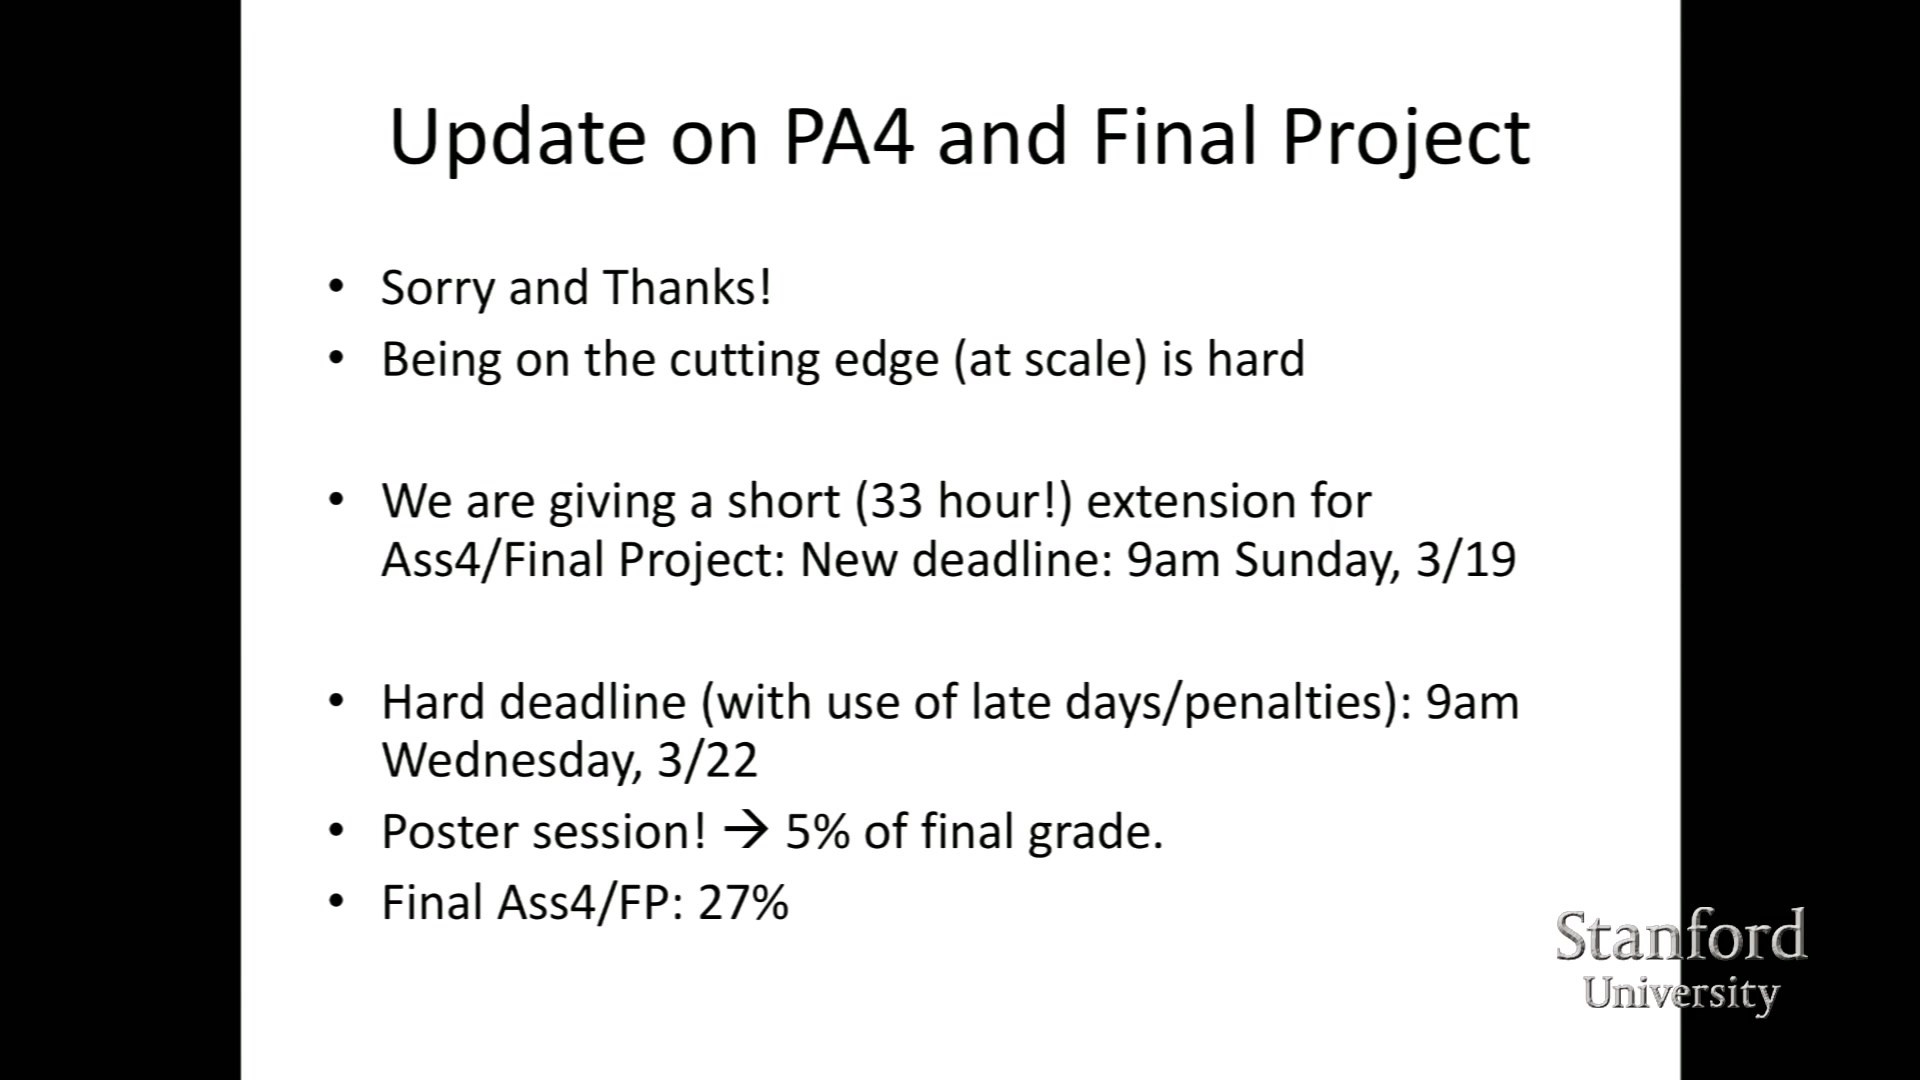 Update on PA4 and Final Project
• Sorry and Thanks!
• Being on the cutting edge (at scale) is hard
• We are giving a short (33 hour!) extension for
Ass4/Final Project: New deadline: 9am Sunday, 3/19
• Hard deadline (with use of late days/penalties): 9am
Wednesday, 3/22
• Poster session! → 5% of final grade.
• Final Ass4/FP: 27%
Stanford
University